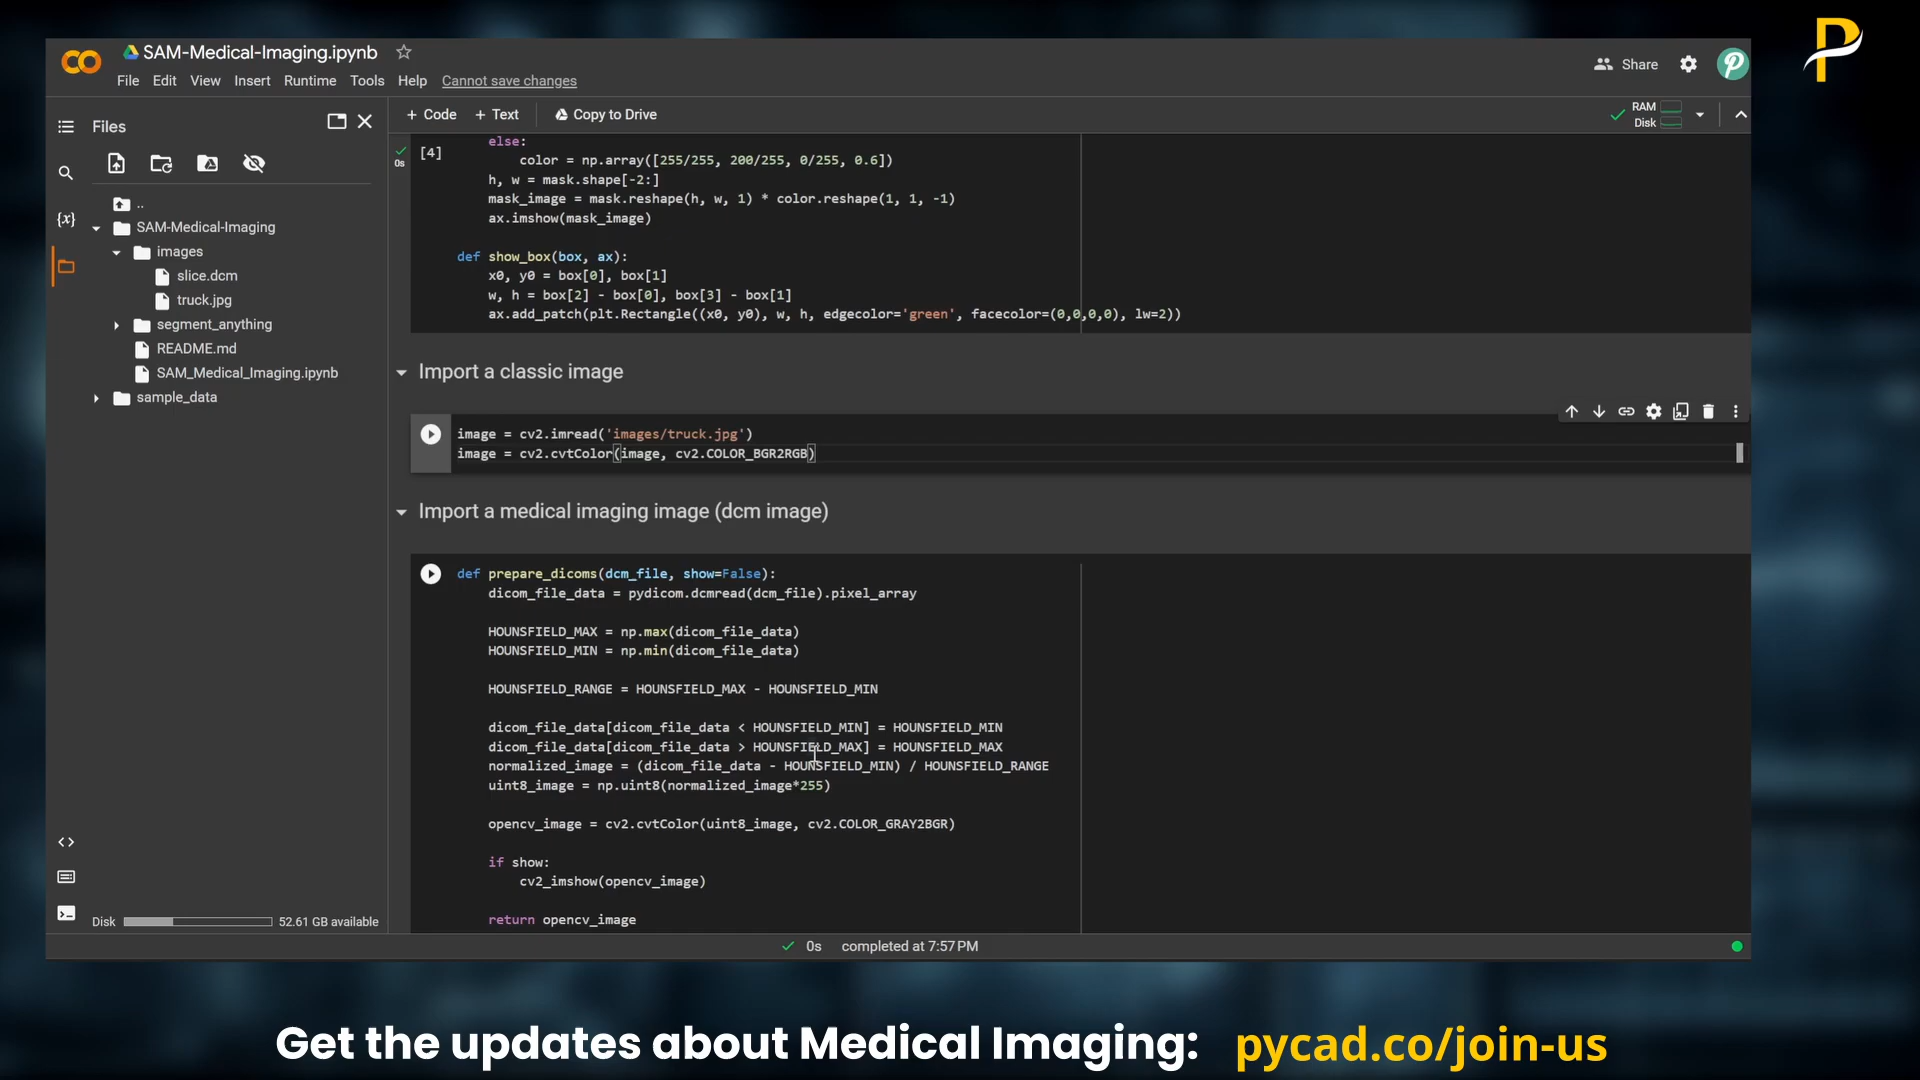 SAM-Medical-Imaging.ipynb
File Edit View Insert Runtime Tools Help Cannot save changes
Share
P
Files
+ Code + Text Copy to Drive
RAM
Disk
..
SAM-Medical-Imaging
images
slice.dcm
truck.jpg
segment_anything
README.md
SAM_Medical_Imaging.ipynb
sample_data
{x}
<>
Disk 52.61 GB available
0s
[4]
else:
color = np.array([255/255, 200/255, 0/255, 0.6])
h, w = mask.shape[-2:]
mask_image = mask.reshape(h, w, 1) * color.reshape(1, 1, -1)
ax.imshow(mask_image)
def show_box(box, ax):
x0, y0 = box[0], box[1]
w, h = box[2] - box[0], box[3] - box[1]
ax.add_patch(plt.Rectangle((x0, y0), w, h, edgecolor='green', facecolor=(0,0,0,0), lw=2))
Import a classic image
image = cv2.imread('images/truck.jpg')
image = cv2.cvtColor(image, cv2.COLOR_BGR2RGB)
Import a medical imaging image (dcm image)
def prepare_dicoms(dcm_file, show=False):
dicom_file_data = pydicom.dcmread(dcm_file).pixel_array
HOUNSFIELD_MAX = np.max(dicom_file_data)
HOUNSFIELD_MIN = np.min(dicom_file_data)
HOUNSFIELD_RANGE = HOUNSFIELD_MAX - HOUNSFIELD_MIN
dicom_file_data[dicom_file_data < HOUNSFIELD_MIN] = HOUNSFIELD_MIN
dicom_file_data[dicom_file_data > HOUNSFIELD_MAX] = HOUNSFIELD_MAX
normalized_image = (dicom_file_data - HOUNSFIELD_MIN) / HOUNSFIELD_RANGE
uint8_image = np.uint8(normalized_image*255)
opencv_image = cv2.cvtColor(uint8_image, cv2.COLOR_GRAY2BGR)
if show:
cv2_imshow(opencv_image)
return opencv_image
0s completed at 7:57 PM
Get the updates about Medical Imaging: pycad.co/join-us